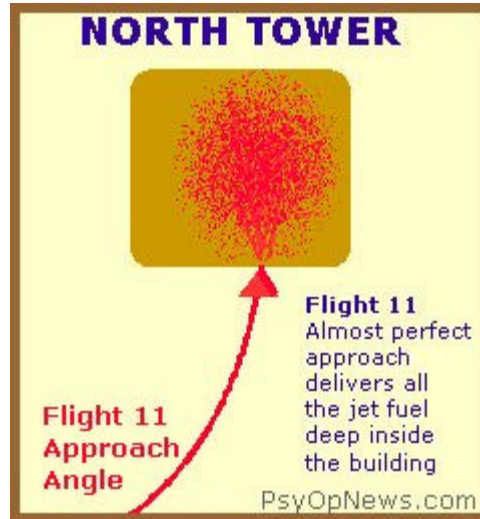 NORTH TOWER
Flight 11
Almost perfect
approach
delivers all
the jet fuel
deep inside
the building
Flight 11
Approach
Angle
PsyOpNews.com